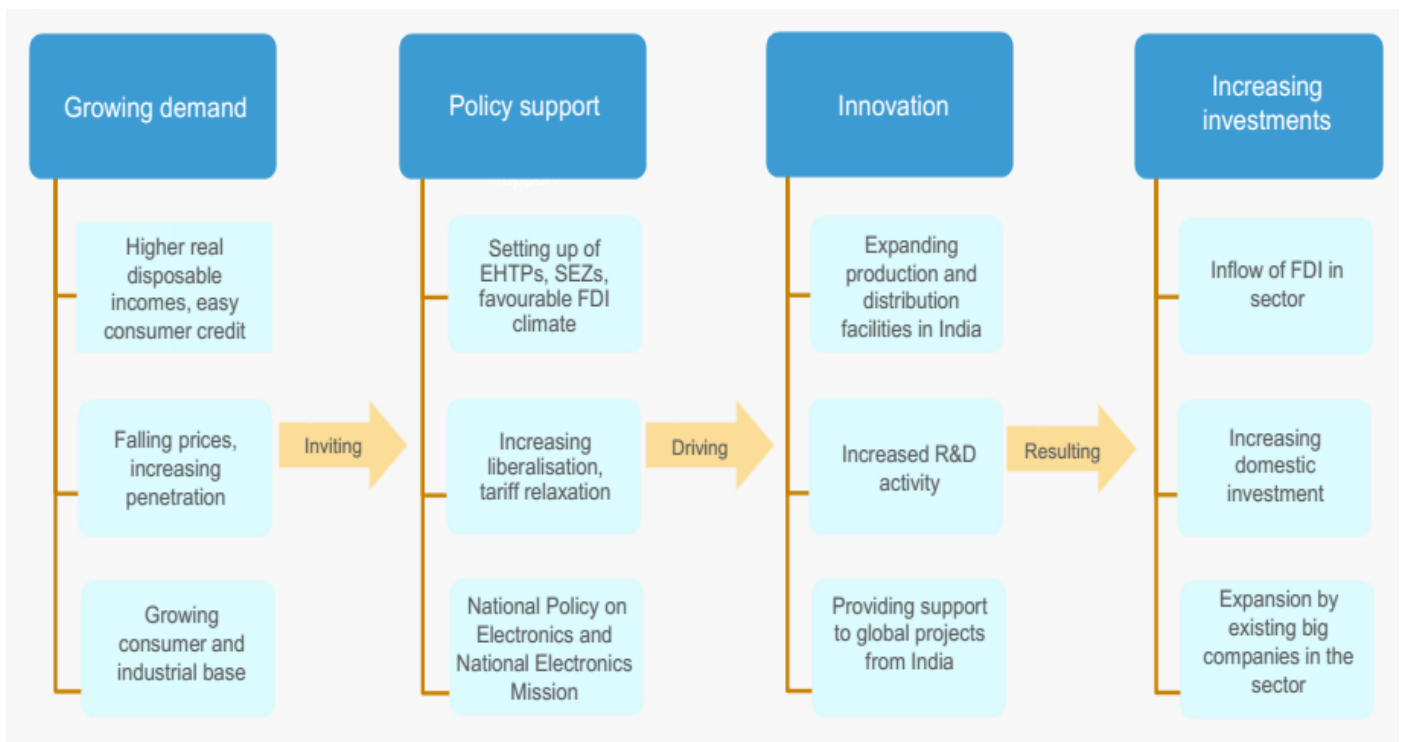 Growing demand
Higher real
disposable
incomes, easy
consumer credit
Falling prices,
increasing
penetration
Growing
consumer and
industrial base
Inviting
Policy support
Setting up of
EHTPs, SEZs,
favourable FDI
climate
Increasing
liberalisation,
tariff relaxation
National Policy on
Electronics and
National Electronics
Mission
Driving
Innovation
Expanding
production and
distribution
facilities in India
Increased R&D
activity
Providing support
to global projects
from India
Resulting
Increasing
investments
Inflow of FDI in
sector
Increasing
domestic
investment
Expansion by
existing big
companies in the
sector